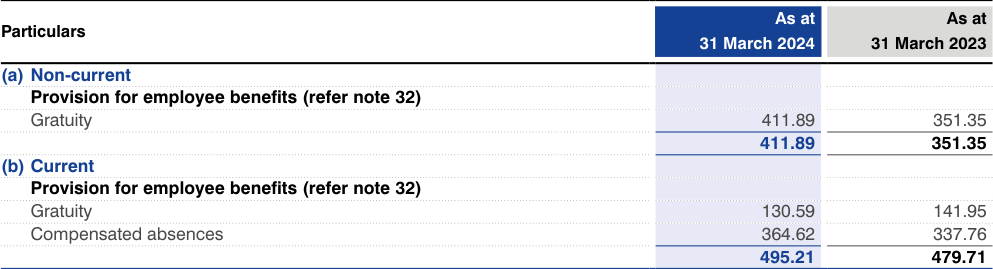 Particulars As at 31 March 2024 As at 31 March 2023
(a) Non-current
Provision for employee benefits (refer note 32)
Gratuity 411.89 351.35
411.89 351.35
(b) Current
Provision for employee benefits (refer note 32)
Gratuity 130.59 141.95
Compensated absences 364.62 337.76
495.21 479.71